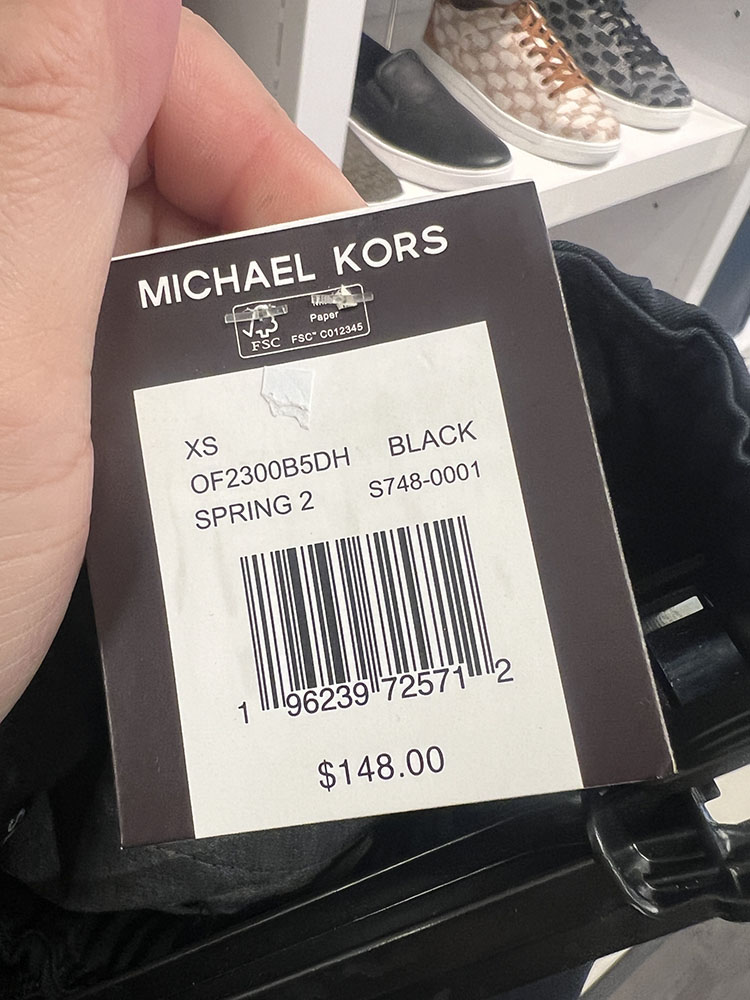 MICHAEL KORS
Paper
FSC FSC™ C012345
XS
OF2300B5DH BLACK
SPRING 2 S748-0001
1 96239 72571 2
$148.00